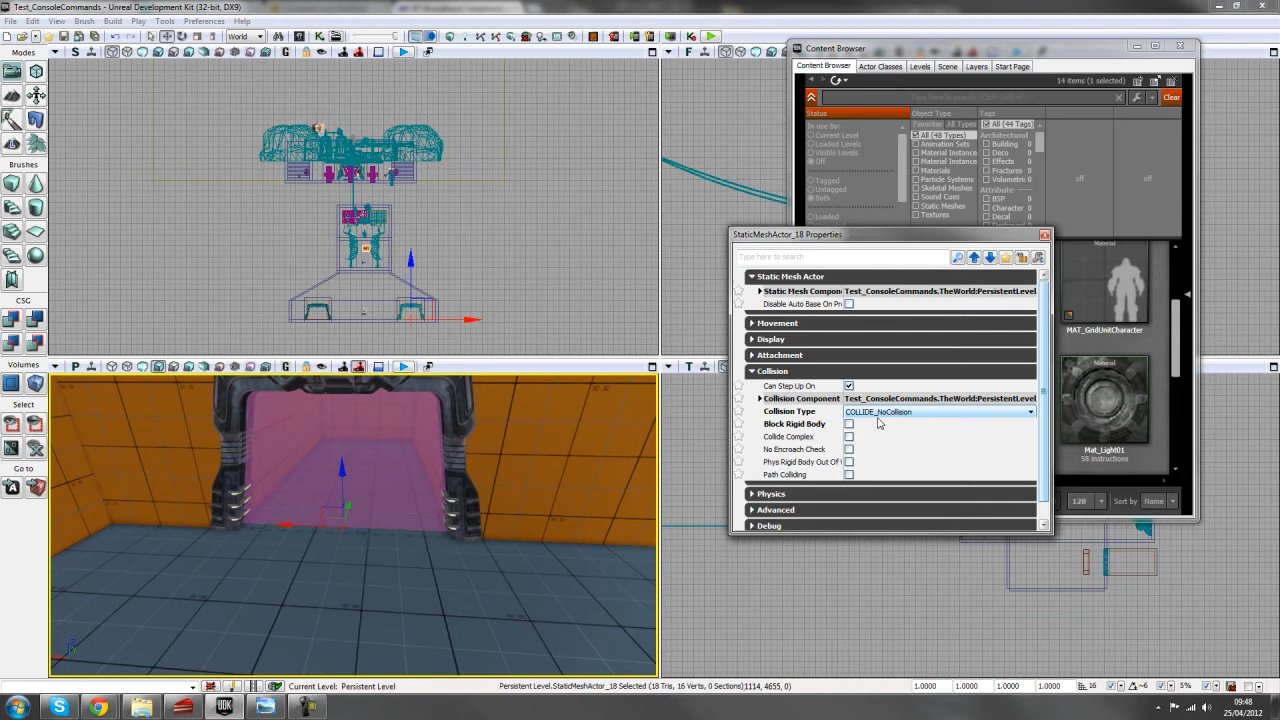 Test_ConsoleCommands - Unreal Development Kit (32-bit, DX9)
File Edit View Brush Build Play Tools Preferences Help
World
Modes
Brushes
CSG
Volumes
Select
Go to
S
G
F
P
G
T
Content Browser
Content Browser Actor Classes Levels Scene Layers Start Page
14 items (1 selected)
Type here to search
Clear
Status
In use by:
Current Level
Loaded Levels
Visible Levels
Off
Tagged
Untagged
Both
Loaded
Object Type
Favorites All Types
All (48 Types)
Animation Sets
Material Instance
Material Instance
Materials
Particle Systems
Skeletal Meshes
Sound Cues
Static Meshes
Textures
Tags
All (44 Tags)
Architectural
Building 0
Deco 0
Effects 0
Fractures 0
Volumetri 0
Attribute
BSP 0
Character 0
Decal 0
off
off
Material
MAT_GridUnitCharacter
Material
Mat_Light01
58 instructions
128 Sort by Name
StaticMeshActor_18 Properties
Type here to search
Static Mesh Actor
Static Mesh Compon Test_ConsoleCommands.TheWorld:PersistentLevel
Disable Auto Base On Pr
Movement
Display
Attachment
Collision
Can Step Up On
Collision Component Test_ConsoleCommands.TheWorld:PersistentLevel
Collision Type COLLIDE_NoCollision
Block Rigid Body
Collide Complex
No Encroach Check
Phys Rigid Body Out Of
Path Colliding
Physics
Advanced
Debug
Current Level: Persistent Level
Persistent Level.StaticMeshActor_18 Selected (18 Tris, 16 Verts, 0 Sections)
1114, 4655, 0)
1.0000 1.0000 1.0000 1.0000
16
~6
5%
09:48
25/04/2012